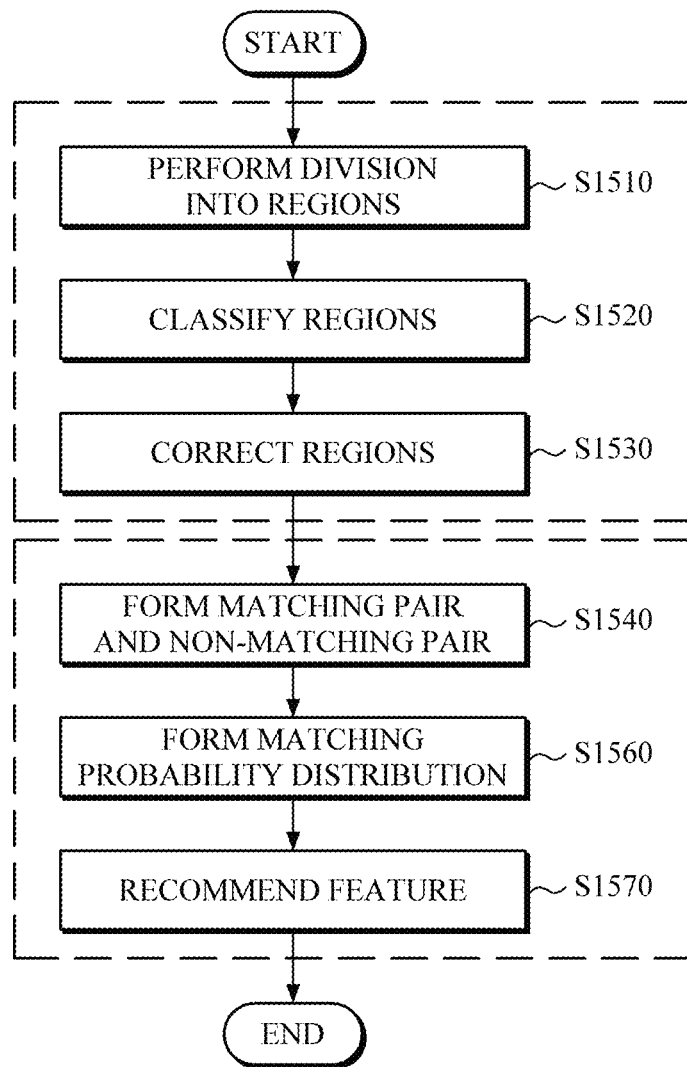 START
PERFORM DIVISION
INTO REGIONS
S1510
CLASSIFY REGIONS
S1520
CORRECT REGIONS
S1530
FORM MATCHING PAIR
AND NON-MATCHING PAIR
S1540
FORM MATCHING
PROBABILITY DISTRIBUTION
S1560
RECOMMEND FEATURE
S1570
END